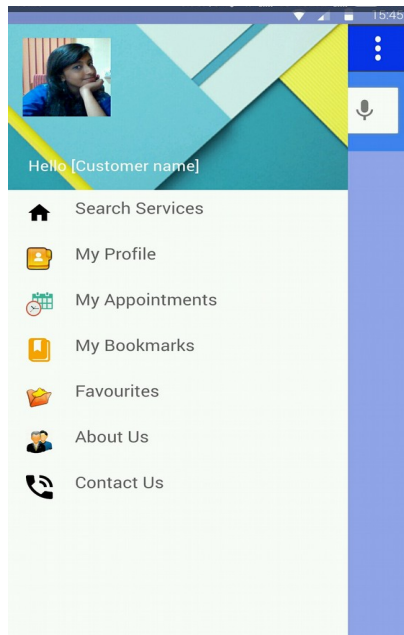 15:45
Hello [Customer name]
Search Services
My Profile
My Appointments
My Bookmarks
Favourites
About Us
Contact Us